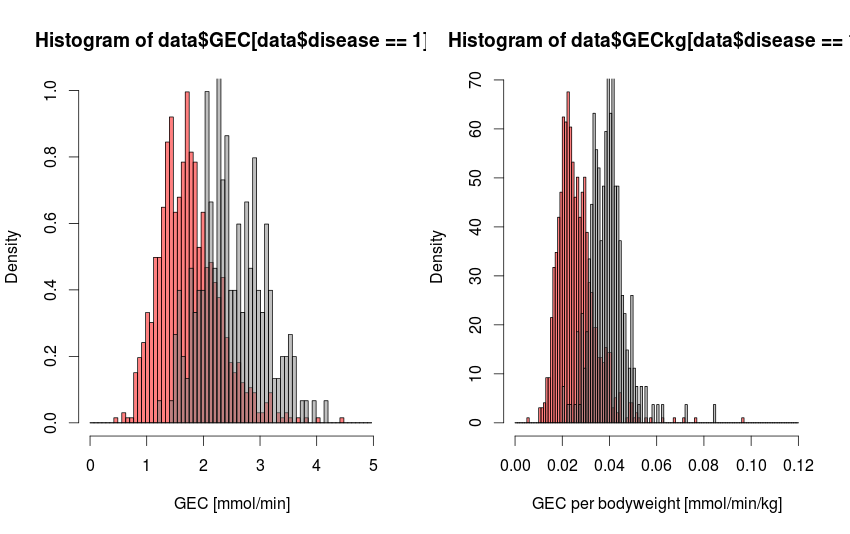 Histogram of data$GEC[data$disease == 1]
Density
0.0 0.2 0.4 0.6 0.8 1.0
0 1 2 3 4 5
GEC [mmol/min]
Histogram of data$GECkg[data$disease ==
Density
0 10 20 30 40 50 60 70
0.00 0.02 0.04 0.06 0.08 0.10 0.12
GEC per bodyweight [mmol/min/kg]